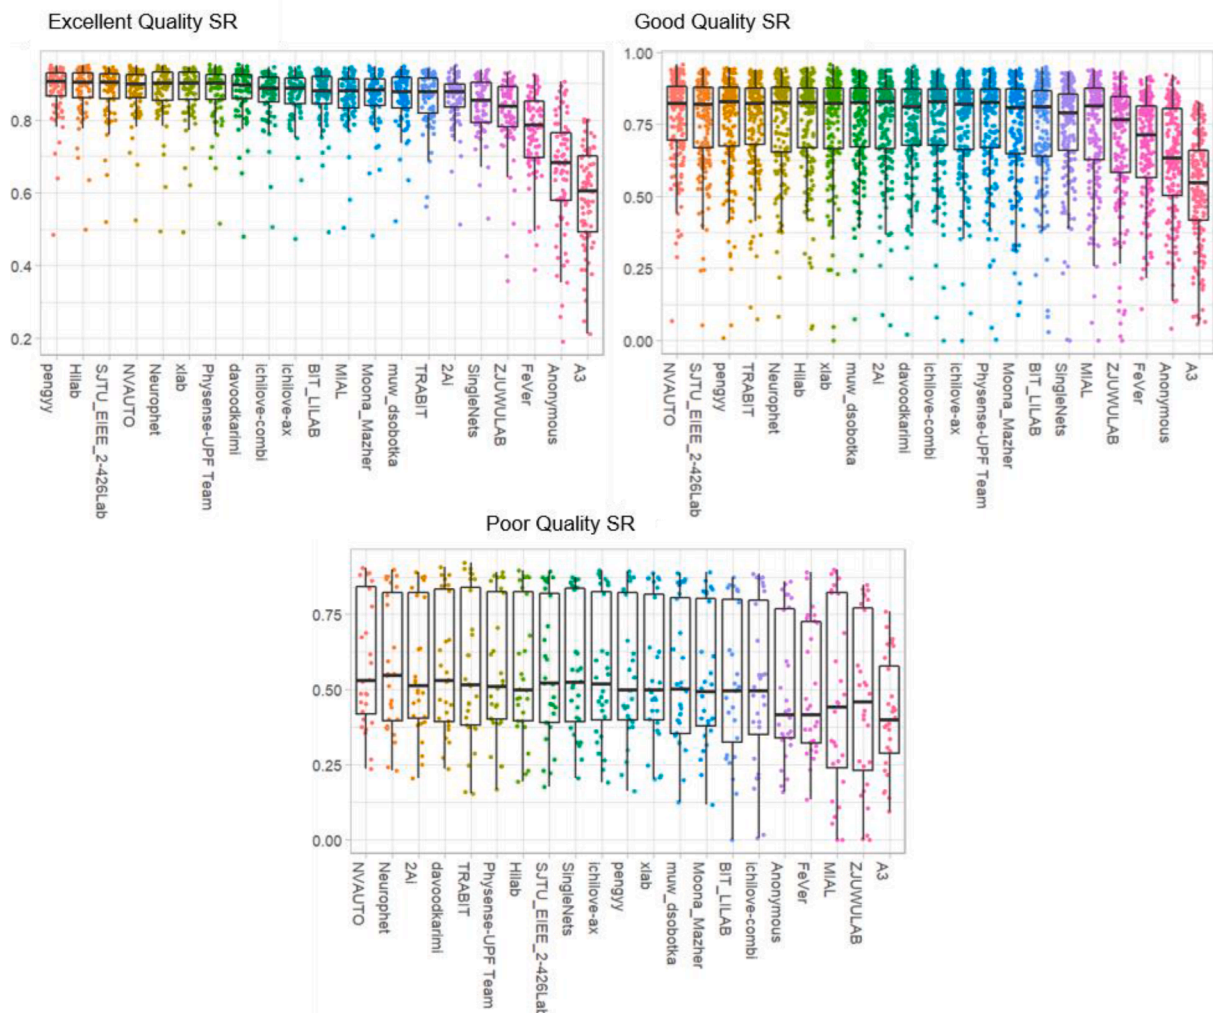 Excellent Quality SR
0.8
0.6
0.4
0.2
pengyy
Hilab
SJTU_EIEE_2-426Lab
NVAUTO
Neurophet
xlab
Physense-UPF Team
davoodkarimi
ichilove-combi
ichilove-ax
BIT_LILAB
MIAL
Moona_Mazher
muw_dsobotka
TRABIT
2Ai
SingleNets
ZJUWULAB
FeVer
Anonymous
A3
Good Quality SR
1.00
0.75
0.50
0.25
0.00
NVAUTO
SJTU_EIEE_2-426Lab
pengyy
TRABIT
Neurophet
Hilab
xlab
muw_dsobotka
2Ai
davoodkarimi
ichilove-combi
ichilove-ax
Physense-UPF Team
Moona_Mazher
BIT_LILAB
SingleNets
MIAL
ZJUWULAB
FeVer
Anonymous
A3
Poor Quality SR
0.75
0.50
0.25
0.00
NVAUTO
Neurophet
2Ai
davoodkarimi
TRABIT
Physense-UPF Team
Hilab
SJTU_EIEE_2-426Lab
SingleNets
ichilove-ax
pengyy
xlab
muw_dsobotka
Moona_Mazher
BIT_LILAB
ichilove-combi
Anonymous
FeVer
MIAL
ZJUWULAB
A3